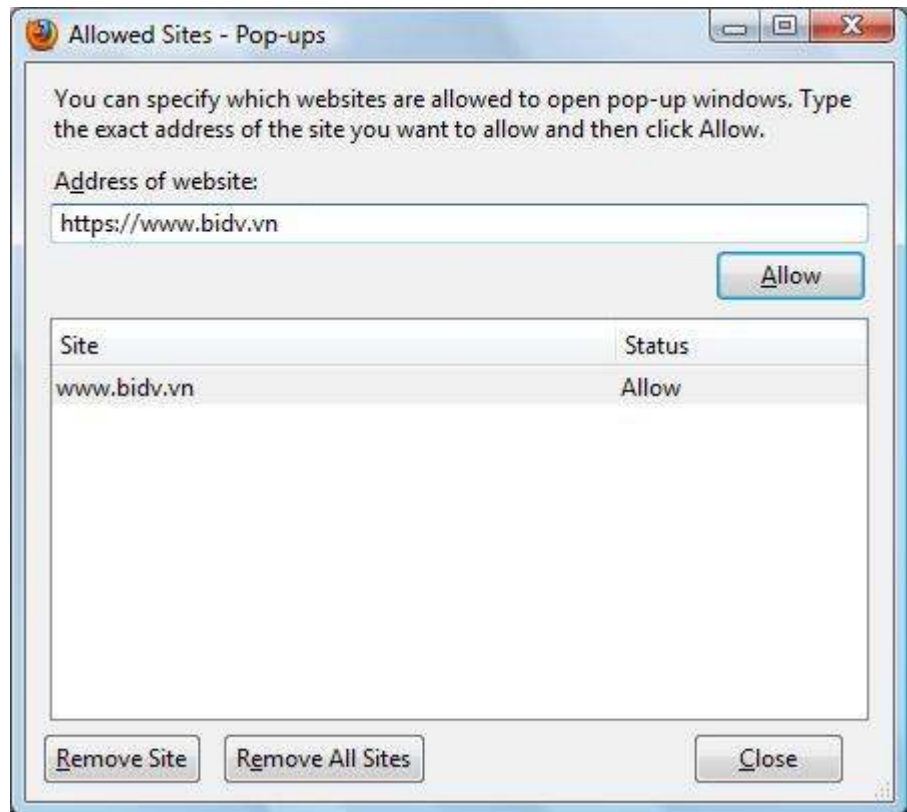 Allowed Sites - Pop-ups
You can specify which websites are allowed to open pop-up windows. Type
the exact address of the site you want to allow and then click Allow.
Address of website:
https://www.bidv.vn
Allow
Site Status
www.bidv.vn Allow
Remove Site Remove All Sites Close